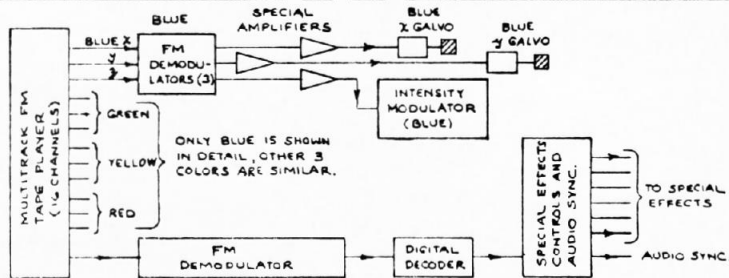 MULTITRACK FM
TAPE PLAYER
(16 CHANNELS)
BLUE X
y
z
BLUE
FM
DEMODU-
LATORS (3)
SPECIAL
AMPLIFIERS
BLUE
X GALVO
BLUE
y GALVO
INTENSITY
MODULATOR
(BLUE)
GREEN
YELLOW
RED
ONLY BLUE IS SHOWN
IN DETAIL, OTHER 3
COLORS ARE SIMILAR.
FM
DEMODULATOR
DIGITAL
DECODER
SPECIAL EFFECTS
CONTROLS AND
AUDIO SYNC.
TO SPECIAL
EFFECTS
AUDIO SYNC